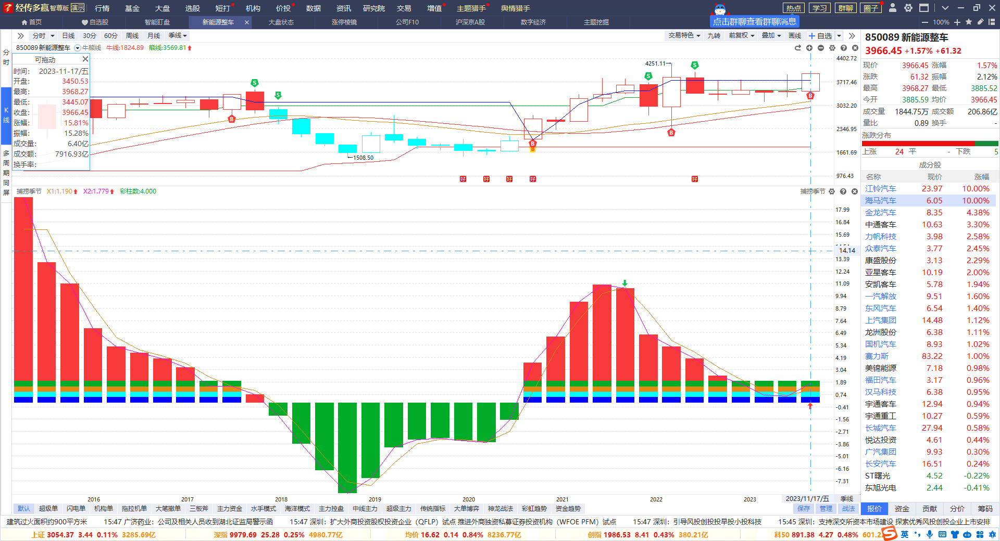 经传多赢 智尊版 演示 行情 基金 大盘 选股 短打 机构 价投 数据 资讯 研究院 交易 增值 主题猎手 舆情猎手 热点 学习 群聊 圈子
首页 自选股 智能盯盘 新能源整车 大盘状态 涨停棱镜 公司F10 沪深京A股 数字经济 主题挖掘 点击群聊查看群聊消息 100%
分时 日线 30分 60分 周线 月线 季线 交易特色 九转 前复权 叠加 画线 自选
850089 新能源整车 牛熊线 牛线:1824.89 熊线:3569.81
分时
K线
多周期同屏
可拖动
时间: 2023-11-17/五
开盘: 3450.53
最高: 3968.27
最低: 3445.07
收盘: 3966.45
涨幅: 15.81%
振幅: 15.28%
成交量: 6.40亿
成交额: 7916.93亿
换手率:
4251.11
1508.50
S S S S
B B B B B
好 好 好 好 好
4402.72
3717.46
3032.20
2346.95
1661.69
976.43
捕捞季节 X1:1.190 X2:1.779 彩柱数:4.000 捕捞季节
17.99
16.84
15.69
14.14
13.39
12.24
11.09
9.94
8.79
7.64
6.49
5.34
4.19
3.04
1.89
0.74
-0.41
-1.56
-2.71
-3.86
-5.01
-6.16
-7.31
2016 2017 2018 2019 2020 2021 2022 2023 2023/11/17/五 季线
默认 超级单 闪电单 机构单 拖拉机单 大笔撤单 三板斧 主力资金 水手模式 海洋模式 主力控盘 中线主力 超级主力 传统指标 大单博弈 神龙战法 彩虹趋势 资金趋势 保存 管理 战法
850089 新能源整车
3966.45 +1.57% +61.32
现价 3966.45 涨幅 1.57%
涨跌 61.32 振幅 2.12%
最高 3968.27 最低 3885.52
今开 3885.59 均价 3966.45
成交量 1844.75万 成交额 206.86亿
量比 0.89 换手 -
涨跌分布
上涨 24 平 - 下跌 5
成分股
名称 现价 涨幅
江铃汽车 23.97 10.00%
海马汽车 6.05 10.00%
金龙汽车 8.35 4.38%
中通客车 10.63 3.30%
力帆科技 3.98 2.58%
众泰汽车 3.77 2.45%
康盛股份 3.13 2.29%
亚星客车 10.19 2.00%
安凯客车 5.78 1.94%
一汽解放 9.51 1.60%
东风汽车 6.54 1.40%
上汽集团 14.48 1.12%
龙洲股份 6.38 1.11%
国机汽车 8.93 1.02%
赛力斯 83.22 1.00%
美锦能源 7.18 0.98%
福田汽车 3.17 0.96%
汉马科技 6.38 0.95%
宇通客车 12.94 0.94%
宇通重工 10.27 0.59%
长城汽车 27.94 0.58%
悦达投资 4.61 0.44%
广汽集团 9.93 0.30%
长安汽车 16.51 0.24%
ST曙光 4.52 -0.22%
东旭光电 2.44 -0.41%
报价 资金 贡献 分价 筹码
建筑过火面积约900平方米 15:47 广济药业：公司及相关人员收到湖北证监局警示函 15:47 深圳：扩大外商投资股权投资企业（QFLP）试点 推进外商独资私募证券投资机构（WFOE PFM）试点 15:47 深圳：引导风投创投投早投小投科技 15:45 深圳：支持深交所资本市场建设 探索优秀风投创投企业上市安排
上证 3054.37 3.44 0.11% 3285.69亿 深指 9979.69 25.28 0.25% 4980.77亿 均价 16.62 0.14 0.84% 8236.77亿 创指 1986.53 8.41 0.43% 380.21亿 科50 891.38 4.27 0.48% 601.2 英